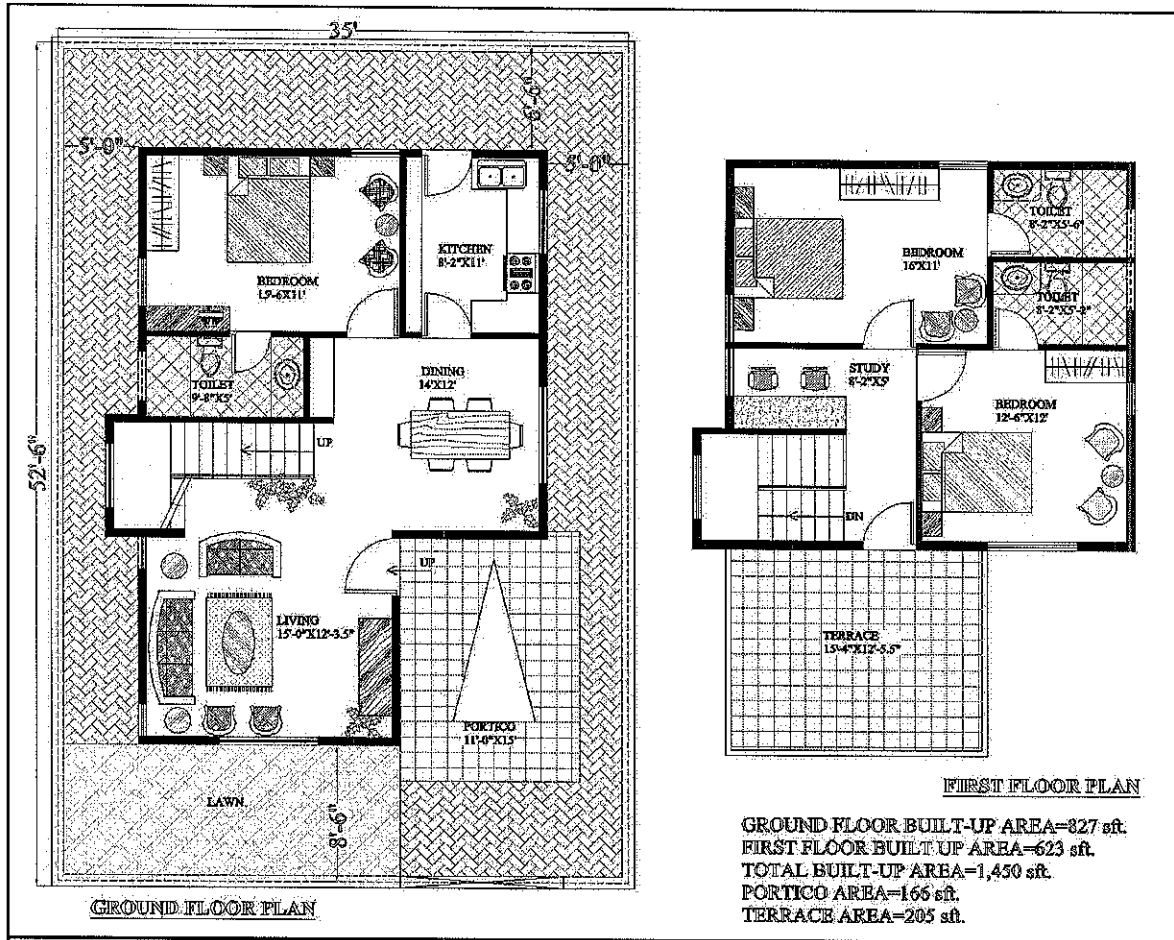 35'
6'-6"
5'-0"
5'-0"
52'-6"
BEDROOM
15'-6X11'
KITCHEN
8'-2"X11'
TOILET
9'-8"X5'
DINING
14'X12'
UP
UP
LIVING
15'-0"X12'-3.5"
PORTICO
11'-0"X15'
LAWN
8'-9"
GROUND FLOOR PLAN
TOILET
8'-2"X5'-6"
BEDROOM
16'X11'
TOILET
8'-2"X5'-2"
STUDY
8'-2"X5'
BEDROOM
12'-6"X12'
DN
TERRACE
15'-4"X12'-5.5"
FIRST FLOOR PLAN
GROUND FLOOR BUILT-UP AREA=827 sft.
FIRST FLOOR BUILT UP AREA=623 sft.
TOTAL BUILT-UP AREA=1,450 sft.
PORTICO AREA=166 sft.
TERRACE AREA=205 sft.